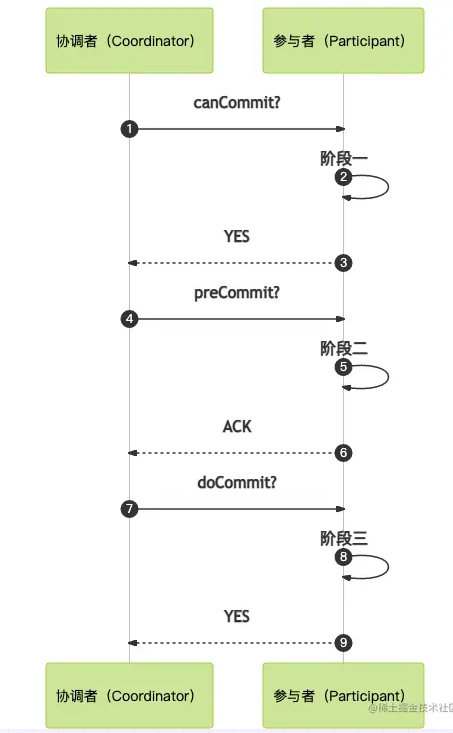 协调者（Coordinator）
参与者（Participant）
canCommit?
1
阶段一
2
YES
3
preCommit?
4
阶段二
5
ACK
6
doCommit?
7
阶段三
8
YES
9
协调者（Coordinator）
参与者（Participant）
@稀土掘金技术社区